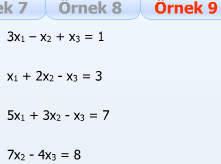 ek 7 Örnek 8 Örnek 9
3x₁ – x₂ + x₃ = 1
x₁ + 2x₂ - x₃ = 3
5x₁ + 3x₂ - x₃ = 7
7x₂ - 4x₃ = 8